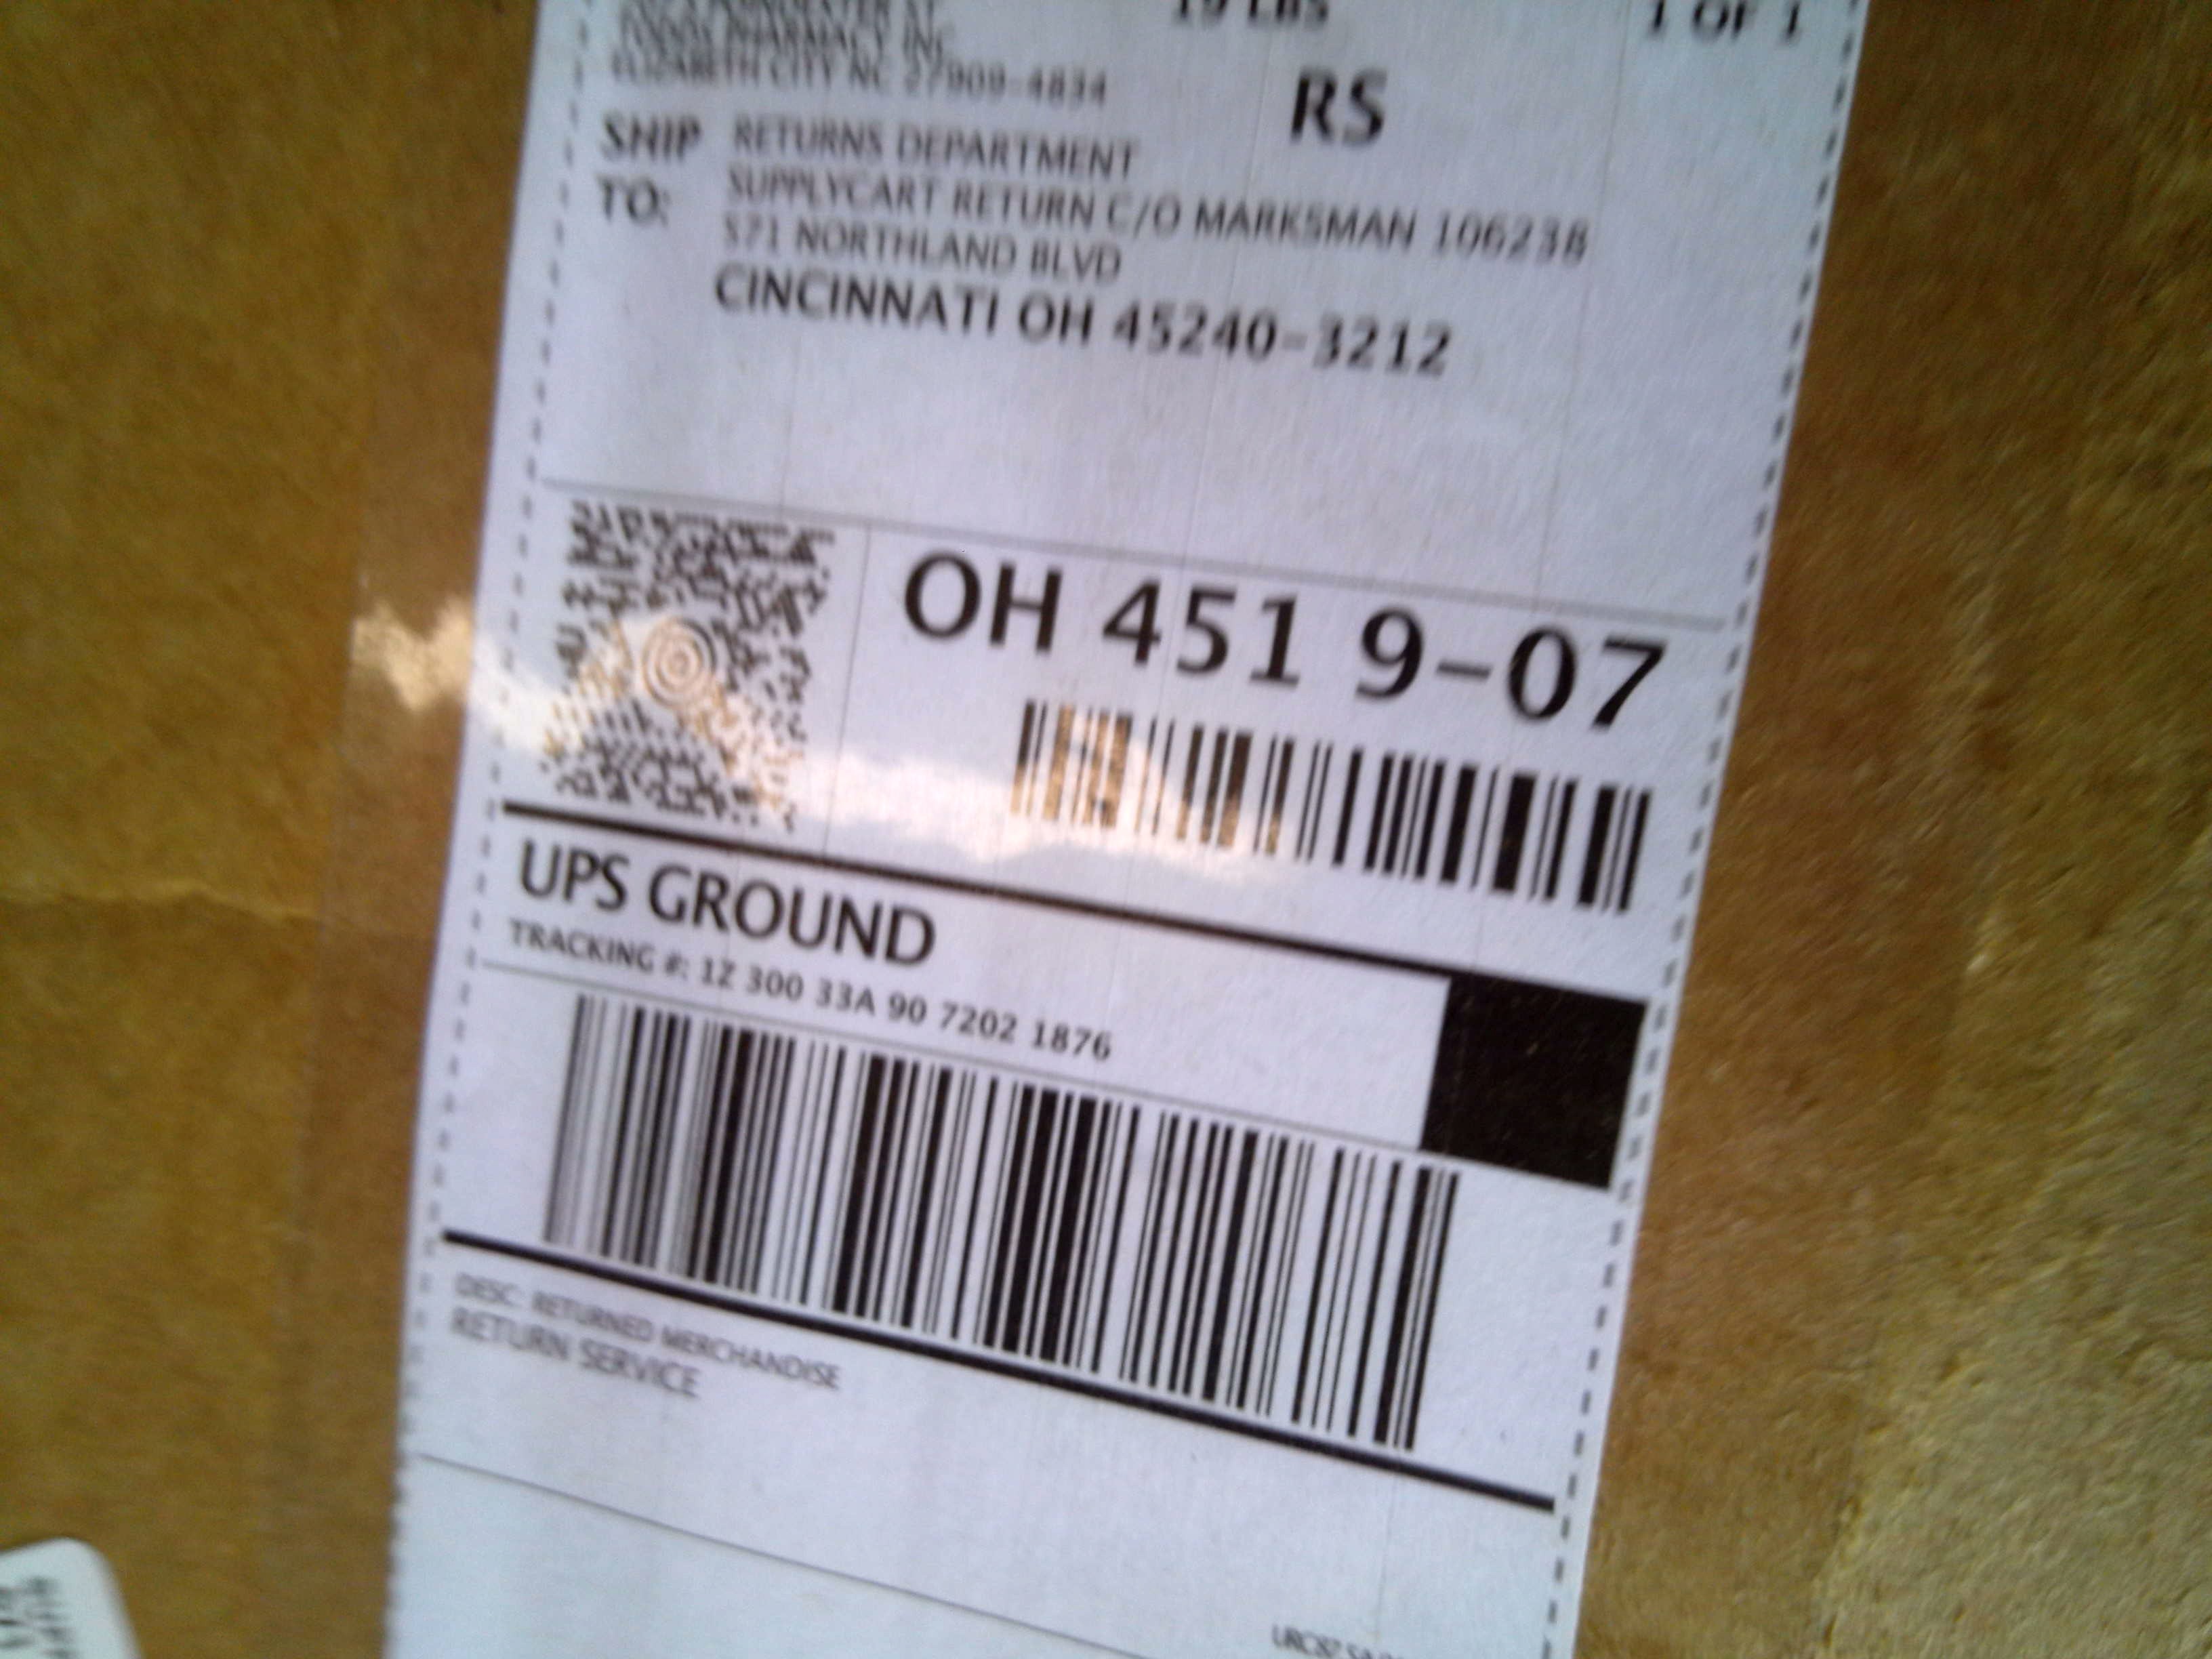 19 LBS
1 OF 1
PHARMACY INC.
ELIZABETH CITY NC 27909-4834
RS
SHIP TO:
RETURNS DEPARTMENT
SUPPLYCART RETURN C/O MARKSMAN 106238
571 NORTHLAND BLVD
CINCINNATI OH 45240-3212
OH 451 9-07
UPS GROUND
TRACKING #: 1Z 300 33A 90 7202 1876
DESC: RETURNED MERCHANDISE
RETURN SERVICE